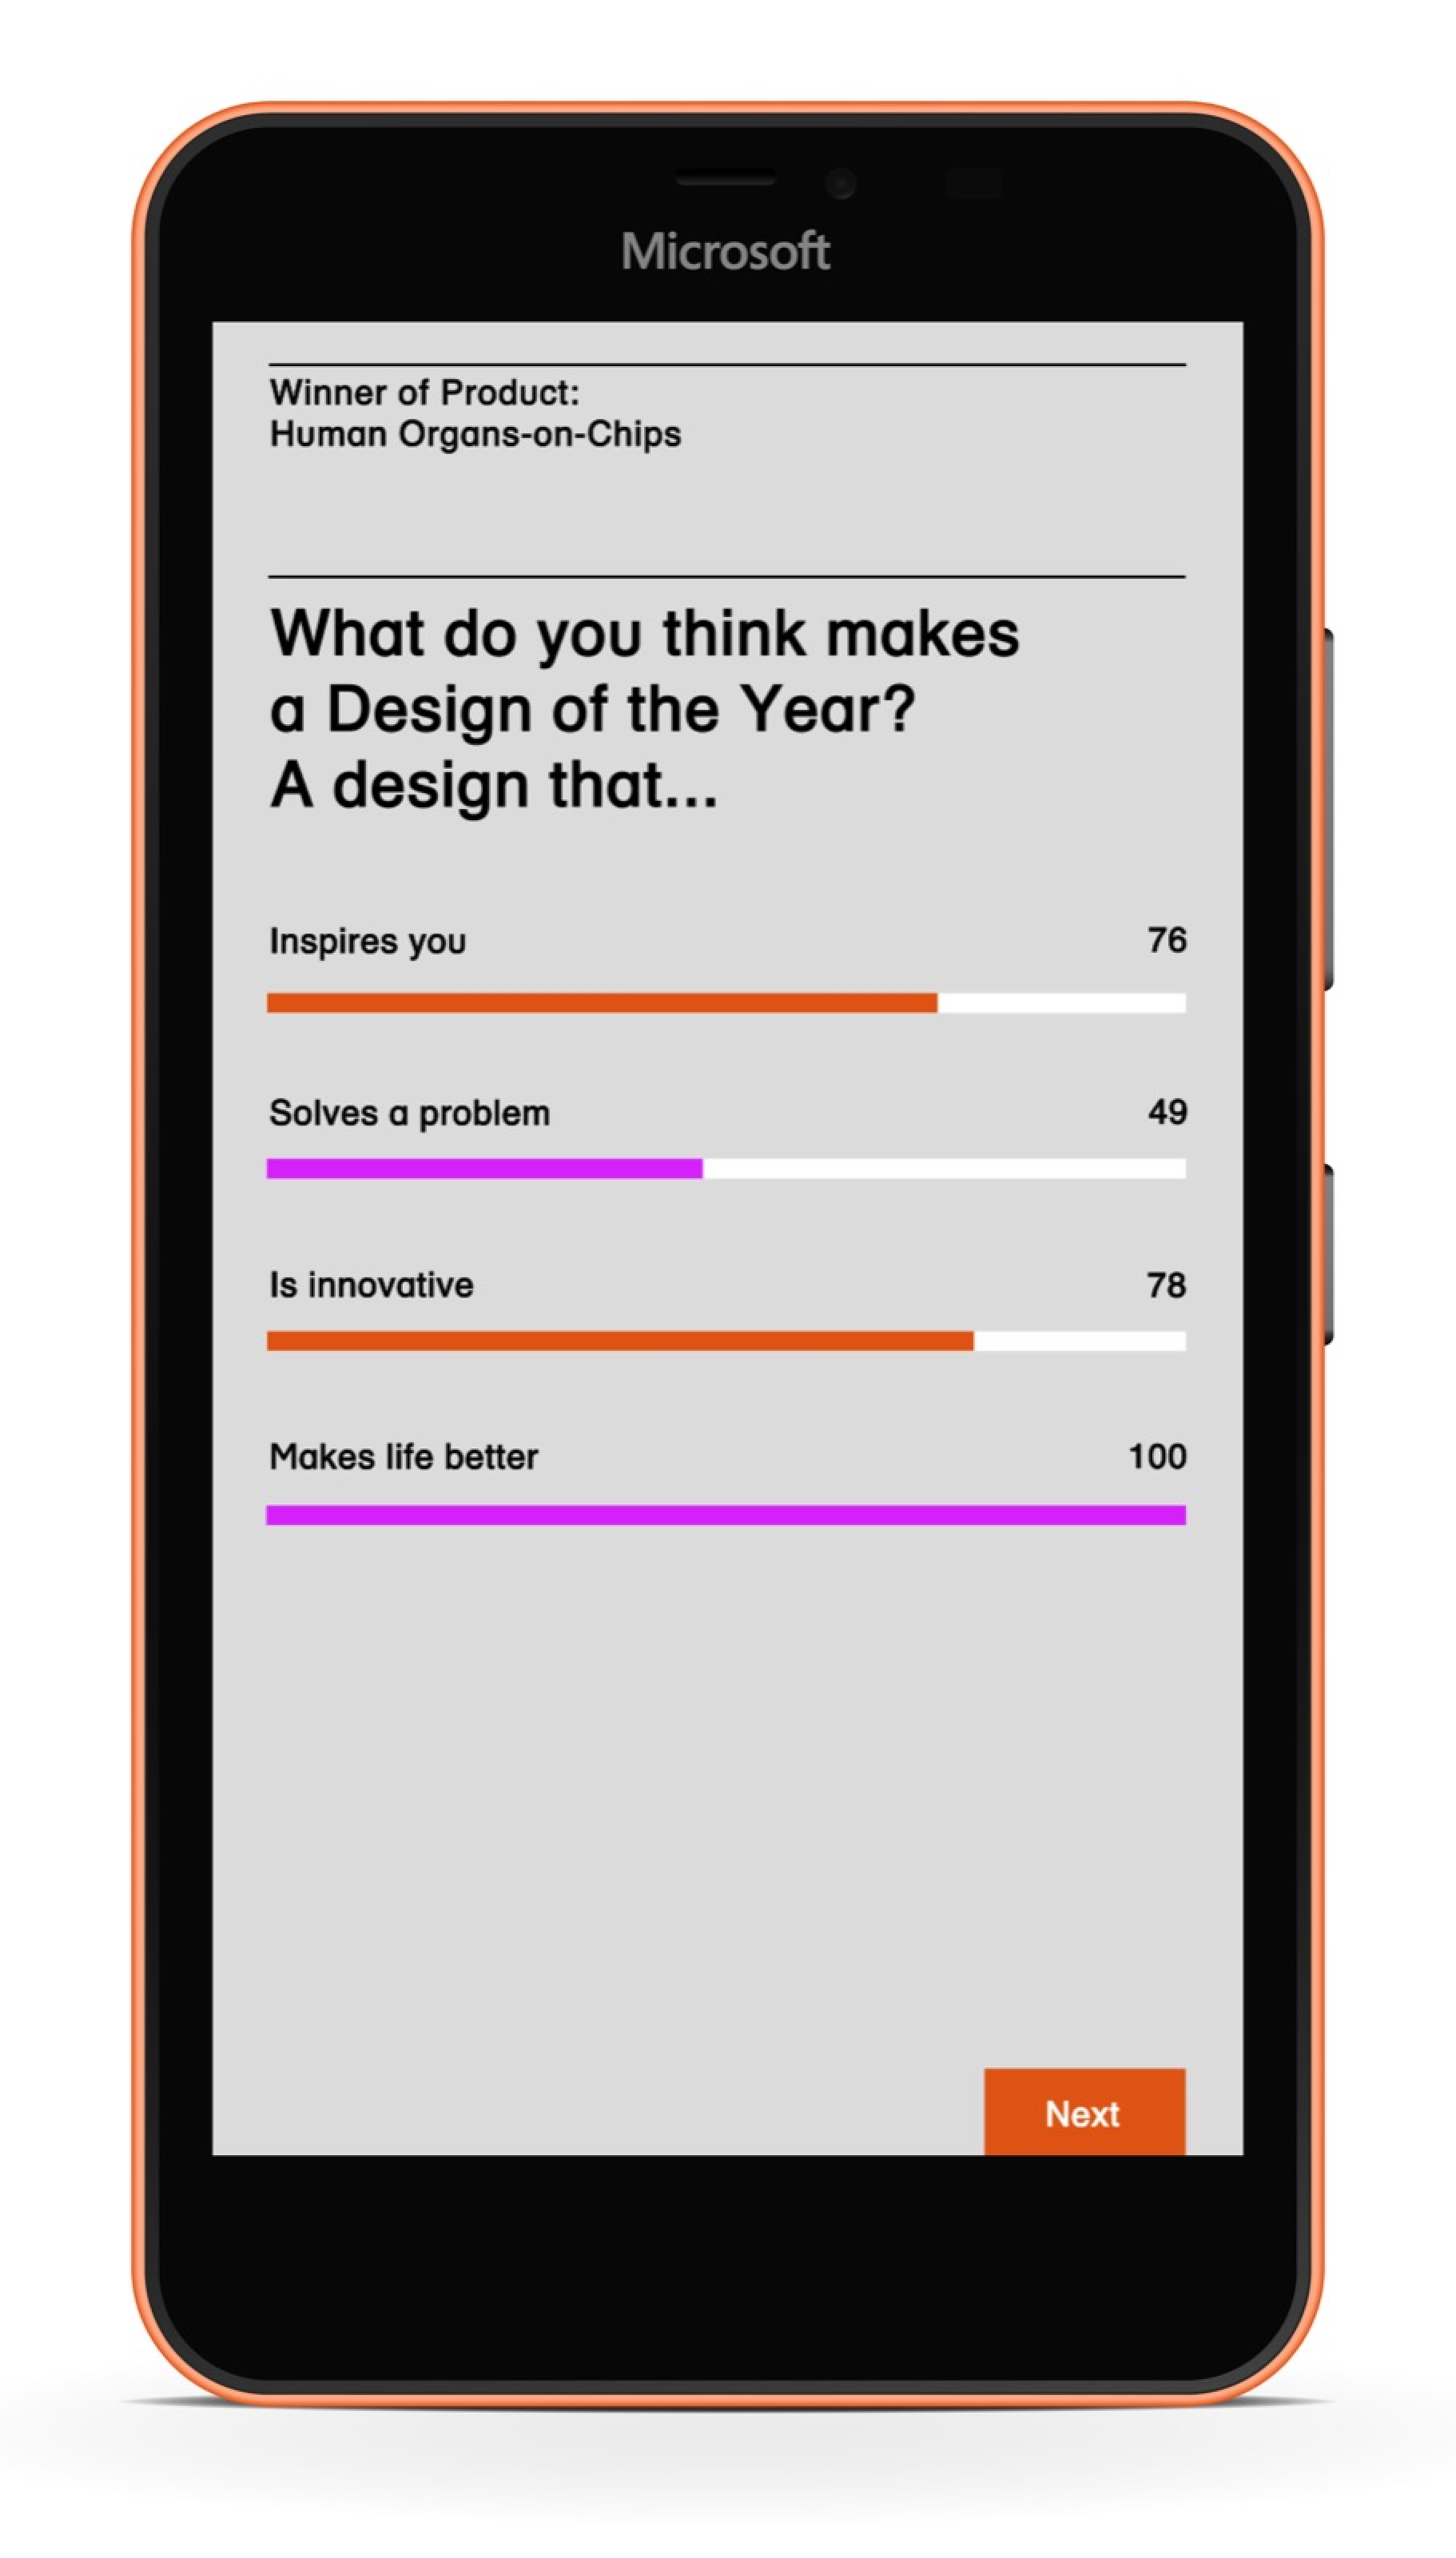 Microsoft
Winner of Product:
Human Organs-on-Chips
What do you think makes
a Design of the Year?
A design that...
Inspires you 76
Solves a problem 49
Is innovative 78
Makes life better 100
Next